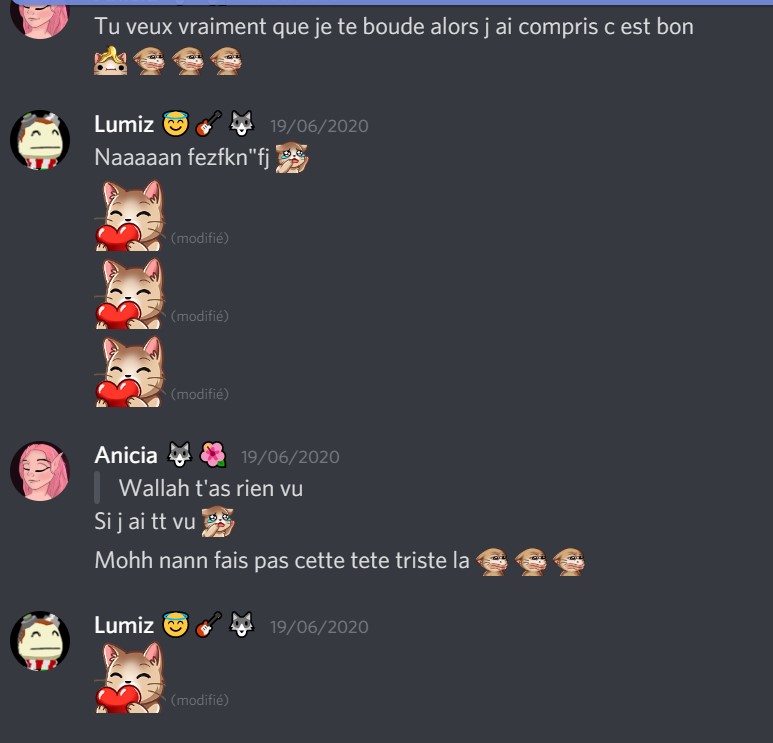 Tu veux vraiment que je te boude alors j ai compris c est bon
Lumiz 😇 🎸 🐺 19/06/2020
Naaaaan fezfkn"fj
(modifié)
(modifié)
(modifié)
Anicia 🐺 🌺 19/06/2020
Wallah t'as rien vu
Si j ai tt vu
Mohh nann fais pas cette tete triste la
Lumiz 😇 🎸 🐺 19/06/2020
(modifié)